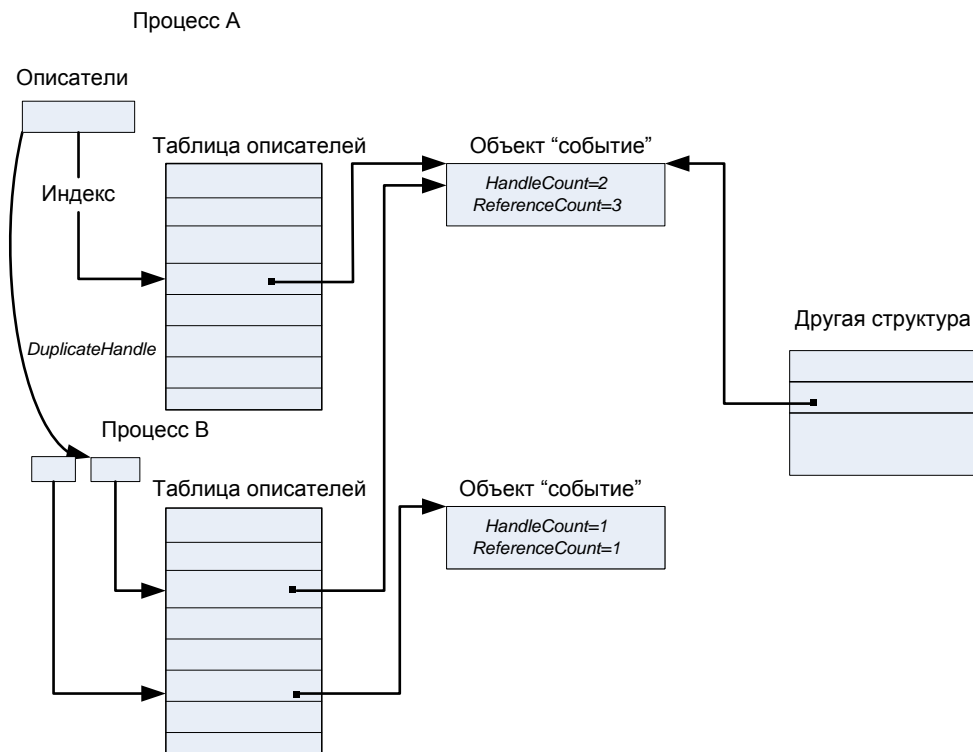 Процесс А
Описатели
Таблица описателей
Объект “событие”
Индекс
HandleCount=2
ReferenceCount=3
Другая структура
DuplicateHandle
Процесс В
Таблица описателей
Объект “событие”
HandleCount=1
ReferenceCount=1